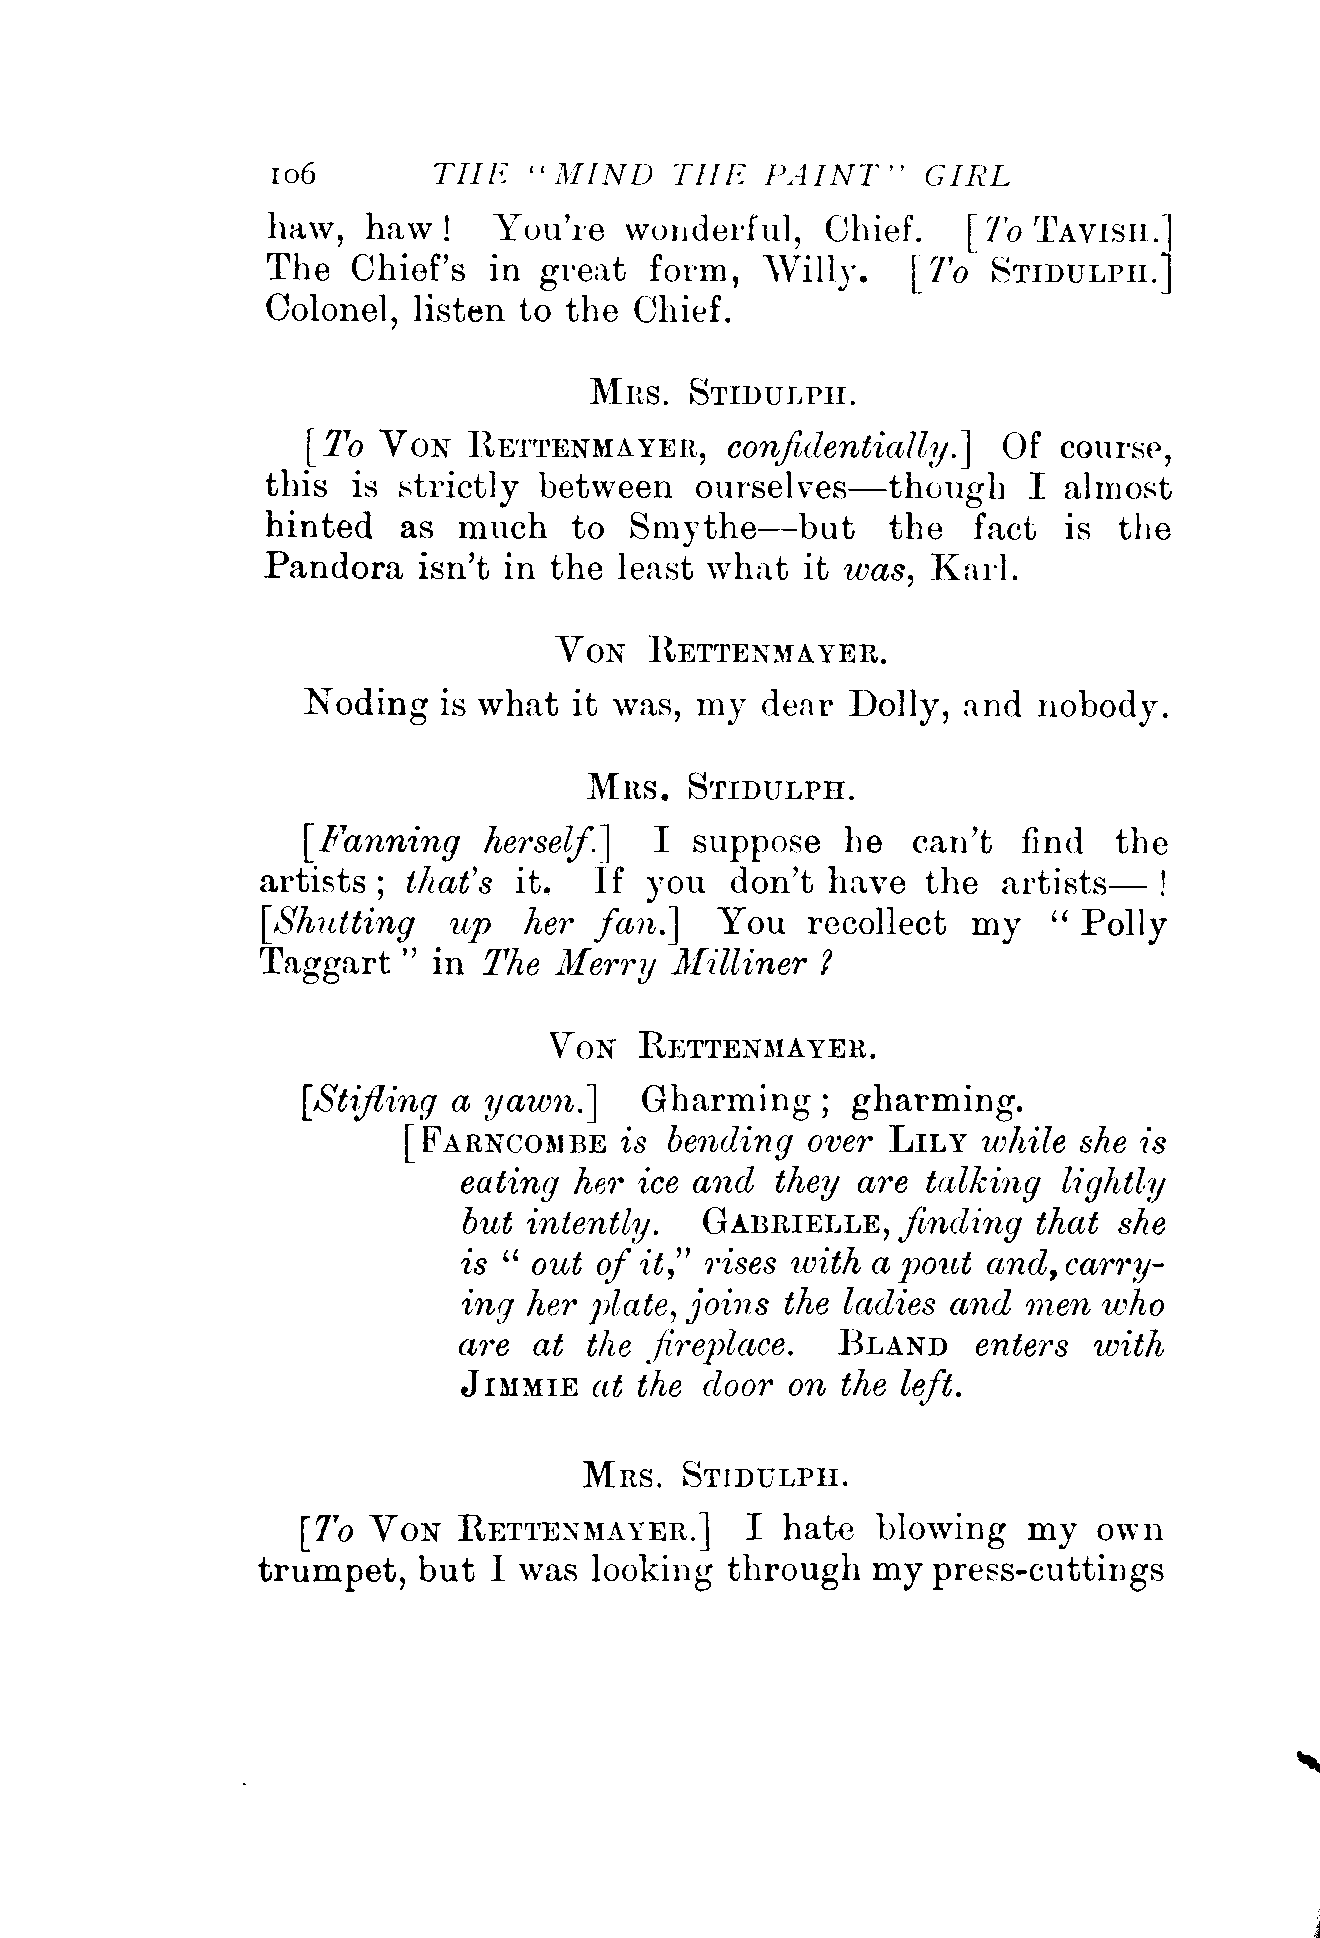 106 THE “MIND THE PAINT” GIRL
haw, haw! You're wonderful, Chief. [To TAVISH.]
The Chief's in great form, Willy. [To STIDULPH.]
Colonel, listen to the Chief.
MRS. STIDULPH.
[To VON RETTENMAYER, confidentially.] Of course,
this is strictly between ourselves—though I almost
hinted as much to Smythe—but the fact is the
Pandora isn't in the least what it was, Karl.
VON RETTENMAYER.
Noding is what it was, my dear Dolly, and nobody.
MRS. STIDULPH.
[Fanning herself.] I suppose he can't find the
artists; that's it. If you don't have the artists—!
[Shutting up her fan.] You recollect my “Polly
Taggart” in The Merry Milliner?
VON RETTENMAYER.
[Stifling a yawn.] Gharming; gharming.
[FARNCOMBE is bending over LILY while she is
eating her ice and they are talking lightly
but intently. GABRIELLE, finding that she
is “out of it,” rises with a pout and, carry-
ing her plate, joins the ladies and men who
are at the fireplace. BLAND enters with
JIMMIE at the door on the left.
MRS. STIDULPH.
[To VON RETTENMAYER.] I hate blowing my own
trumpet, but I was looking through my press-cuttings